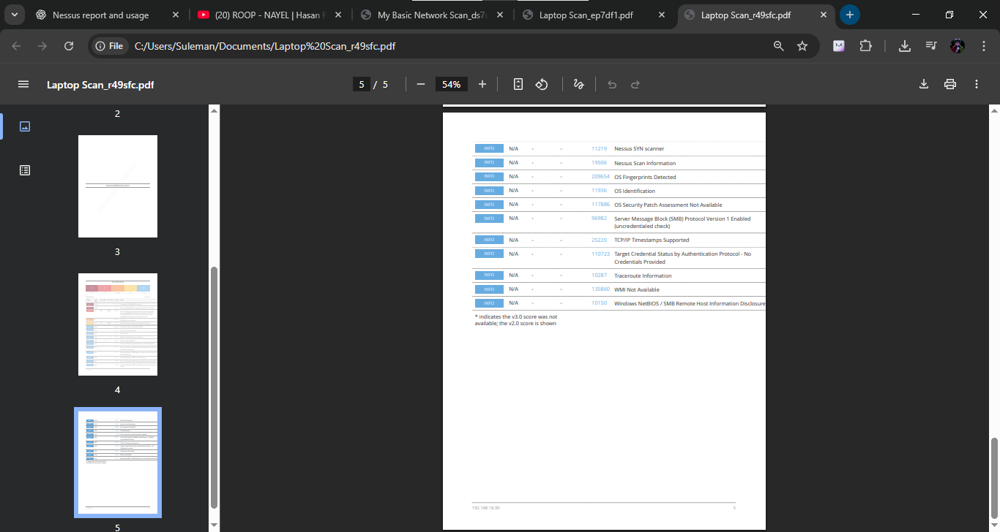 Nessus report and usage
(20) ROOP - NAYEL | Hasan R
My Basic Network Scan_ds7c
Laptop Scan_ep7df1.pdf
Laptop Scan_r49sfc.pdf
File
C:/Users/Suleman/Documents/Laptop%20Scan_r49sfc.pdf
Laptop Scan_r49sfc.pdf
5 / 5
54%
2
3
4
5
INFO N/A - - 11219 Nessus SYN scanner
INFO N/A - - 19506 Nessus Scan Information
INFO N/A - - 209654 OS Fingerprints Detected
INFO N/A - - 11936 OS Identification
INFO N/A - - 117886 OS Security Patch Assessment Not Available
INFO N/A - - 96982 Server Message Block (SMB) Protocol Version 1 Enabled
(uncredentialed check)
INFO N/A - - 25220 TCP/IP Timestamps Supported
INFO N/A - - 110723 Target Credential Status by Authentication Protocol - No
Credentials Provided
INFO N/A - - 10287 Traceroute Information
INFO N/A - - 135860 WMI Not Available
INFO N/A - - 10150 Windows NetBIOS / SMB Remote Host Information Disclosure
* indicates the v3.0 score was not
available; the v2.0 score is shown
192.168.18.30
5